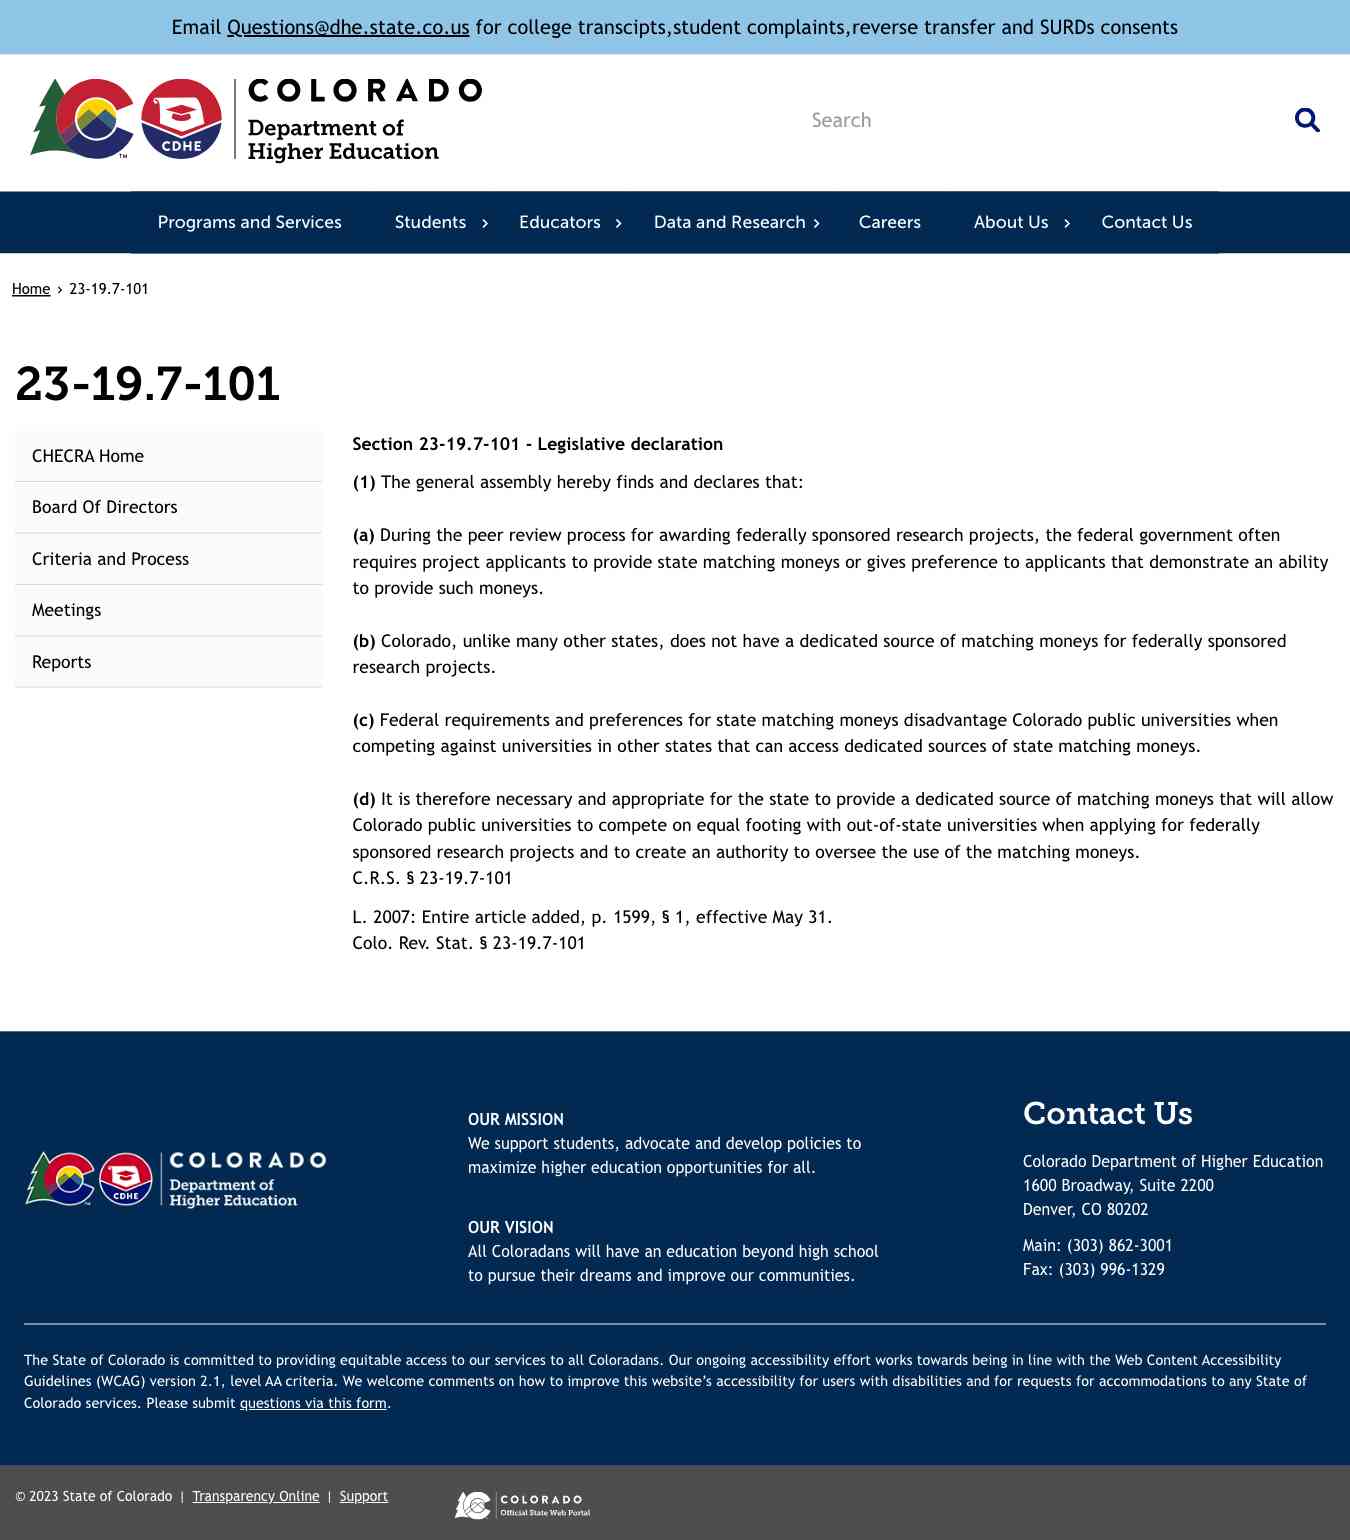 Email Questions@dhe.state.co.us for college transcipts,student complaints,reverse transfer and SURDs consents
CDHE
TM
COLORADO
Department of
Higher Education
Search
Programs and Services Students › Educators › Data and Research › Careers About Us › Contact Us
Home › 23-19.7-101
23-19.7-101
CHECRA Home
Board Of Directors
Criteria and Process
Meetings
Reports
Section 23-19.7-101 - Legislative declaration
(1) The general assembly hereby finds and declares that:
(a) During the peer review process for awarding federally sponsored research projects, the federal government often
requires project applicants to provide state matching moneys or gives preference to applicants that demonstrate an ability
to provide such moneys.
(b) Colorado, unlike many other states, does not have a dedicated source of matching moneys for federally sponsored
research projects.
(c) Federal requirements and preferences for state matching moneys disadvantage Colorado public universities when
competing against universities in other states that can access dedicated sources of state matching moneys.
(d) It is therefore necessary and appropriate for the state to provide a dedicated source of matching moneys that will allow
Colorado public universities to compete on equal footing with out-of-state universities when applying for federally
sponsored research projects and to create an authority to oversee the use of the matching moneys.
C.R.S. § 23-19.7-101
L. 2007: Entire article added, p. 1599, § 1, effective May 31.
Colo. Rev. Stat. § 23-19.7-101
CDHE
COLORADO
Department of
Higher Education
OUR MISSION
We support students, advocate and develop policies to
maximize higher education opportunities for all.
OUR VISION
All Coloradans will have an education beyond high school
to pursue their dreams and improve our communities.
Contact Us
Colorado Department of Higher Education
1600 Broadway, Suite 2200
Denver, CO 80202
Main: (303) 862-3001
Fax: (303) 996-1329
The State of Colorado is committed to providing equitable access to our services to all Coloradans. Our ongoing accessibility effort works towards being in line with the Web Content Accessibility
Guidelines (WCAG) version 2.1, level AA criteria. We welcome comments on how to improve this website's accessibility for users with disabilities and for requests for accommodations to any State of
Colorado services. Please submit questions via this form.
© 2023 State of Colorado | Transparency Online | Support
COLORADO
Official State Web Portal